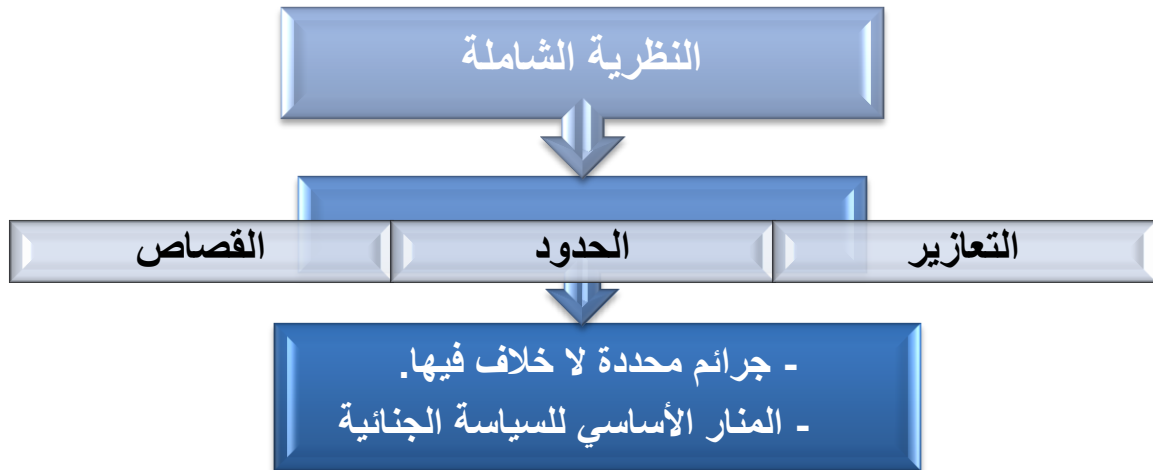 النظرية الشاملة
التعازير
الحدود
القصاص
- جرائم محددة لا خلاف فيها.
- المنار الأساسي للسياسة الجنائية